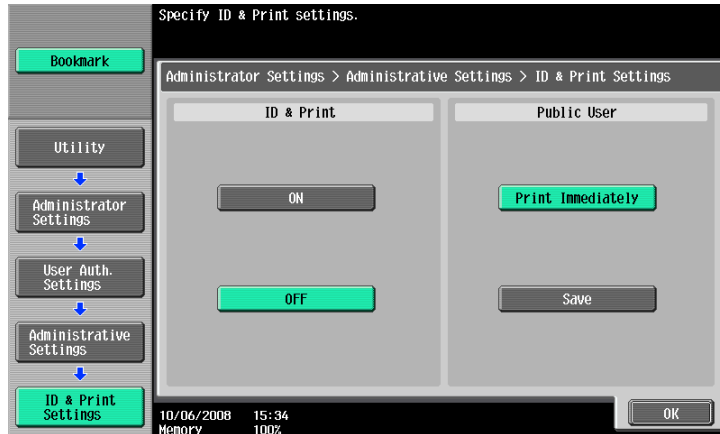 Specify ID & Print settings.
Bookmark
Administrator Settings > Administrative Settings > ID & Print Settings
ID & Print
Public User
Utility
ON
Print Immediately
Administrator
Settings
User Auth.
Settings
OFF
Save
Administrative
Settings
ID & Print
Settings
10/06/2008 15:34
Memory 100%
OK